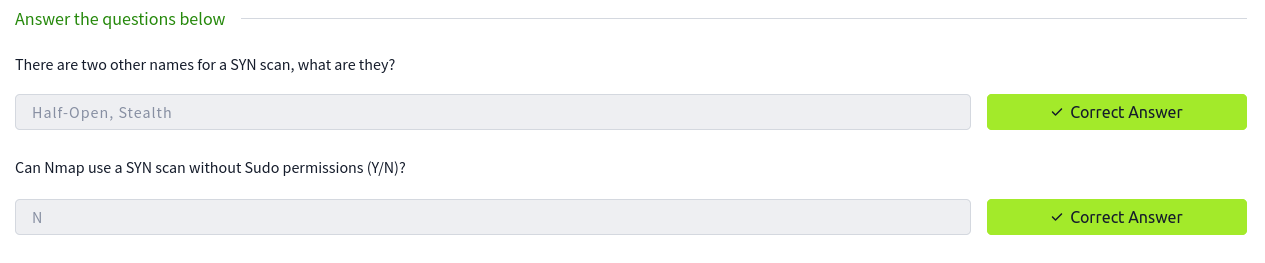 Answer the questions below
There are two other names for a SYN scan, what are they?
Half-Open, Stealth
✓ Correct Answer
Can Nmap use a SYN scan without Sudo permissions (Y/N)?
N
✓ Correct Answer